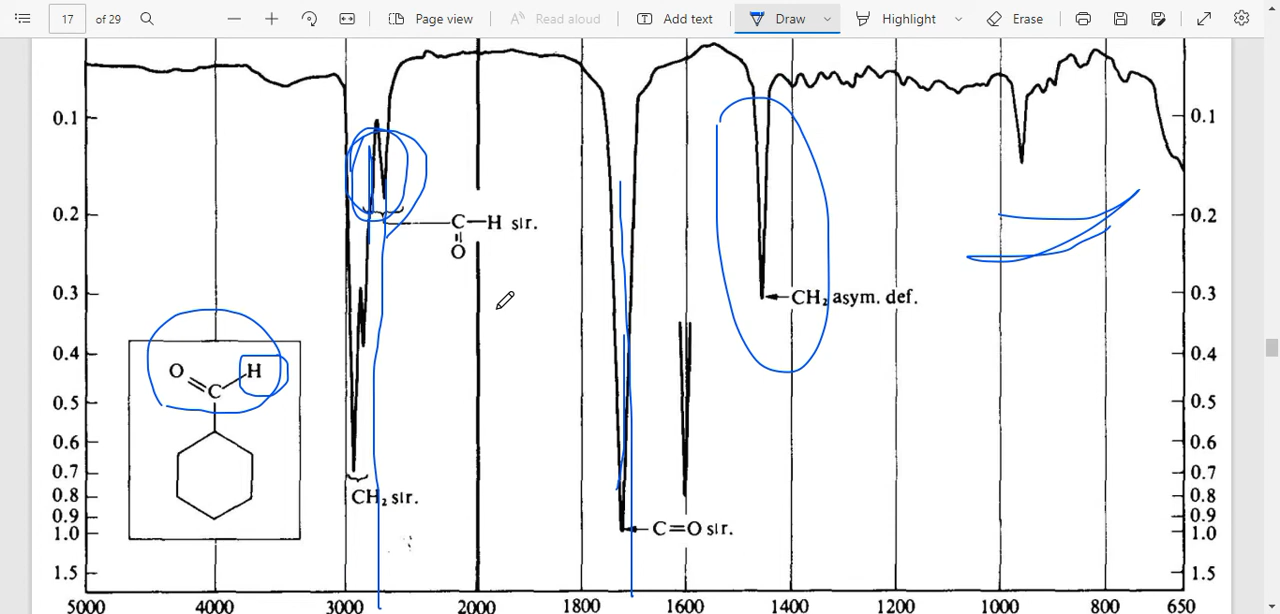 17 of 29 Page view Read aloud Add text Draw Highlight Erase
0.1 0.1
0.2 0.2
C—H str.
O
0.3 0.3
CH₂ asym. def.
0.4 0.4
O H
C
0.5 0.5
0.6 0.6
0.7 0.7
CH₂ str.
0.8 0.8
0.9 0.9
C=O str.
1.0 1.0
1.5 1.5
5000 4000 3000 2000 1800 1600 1400 1200 1000 800 650